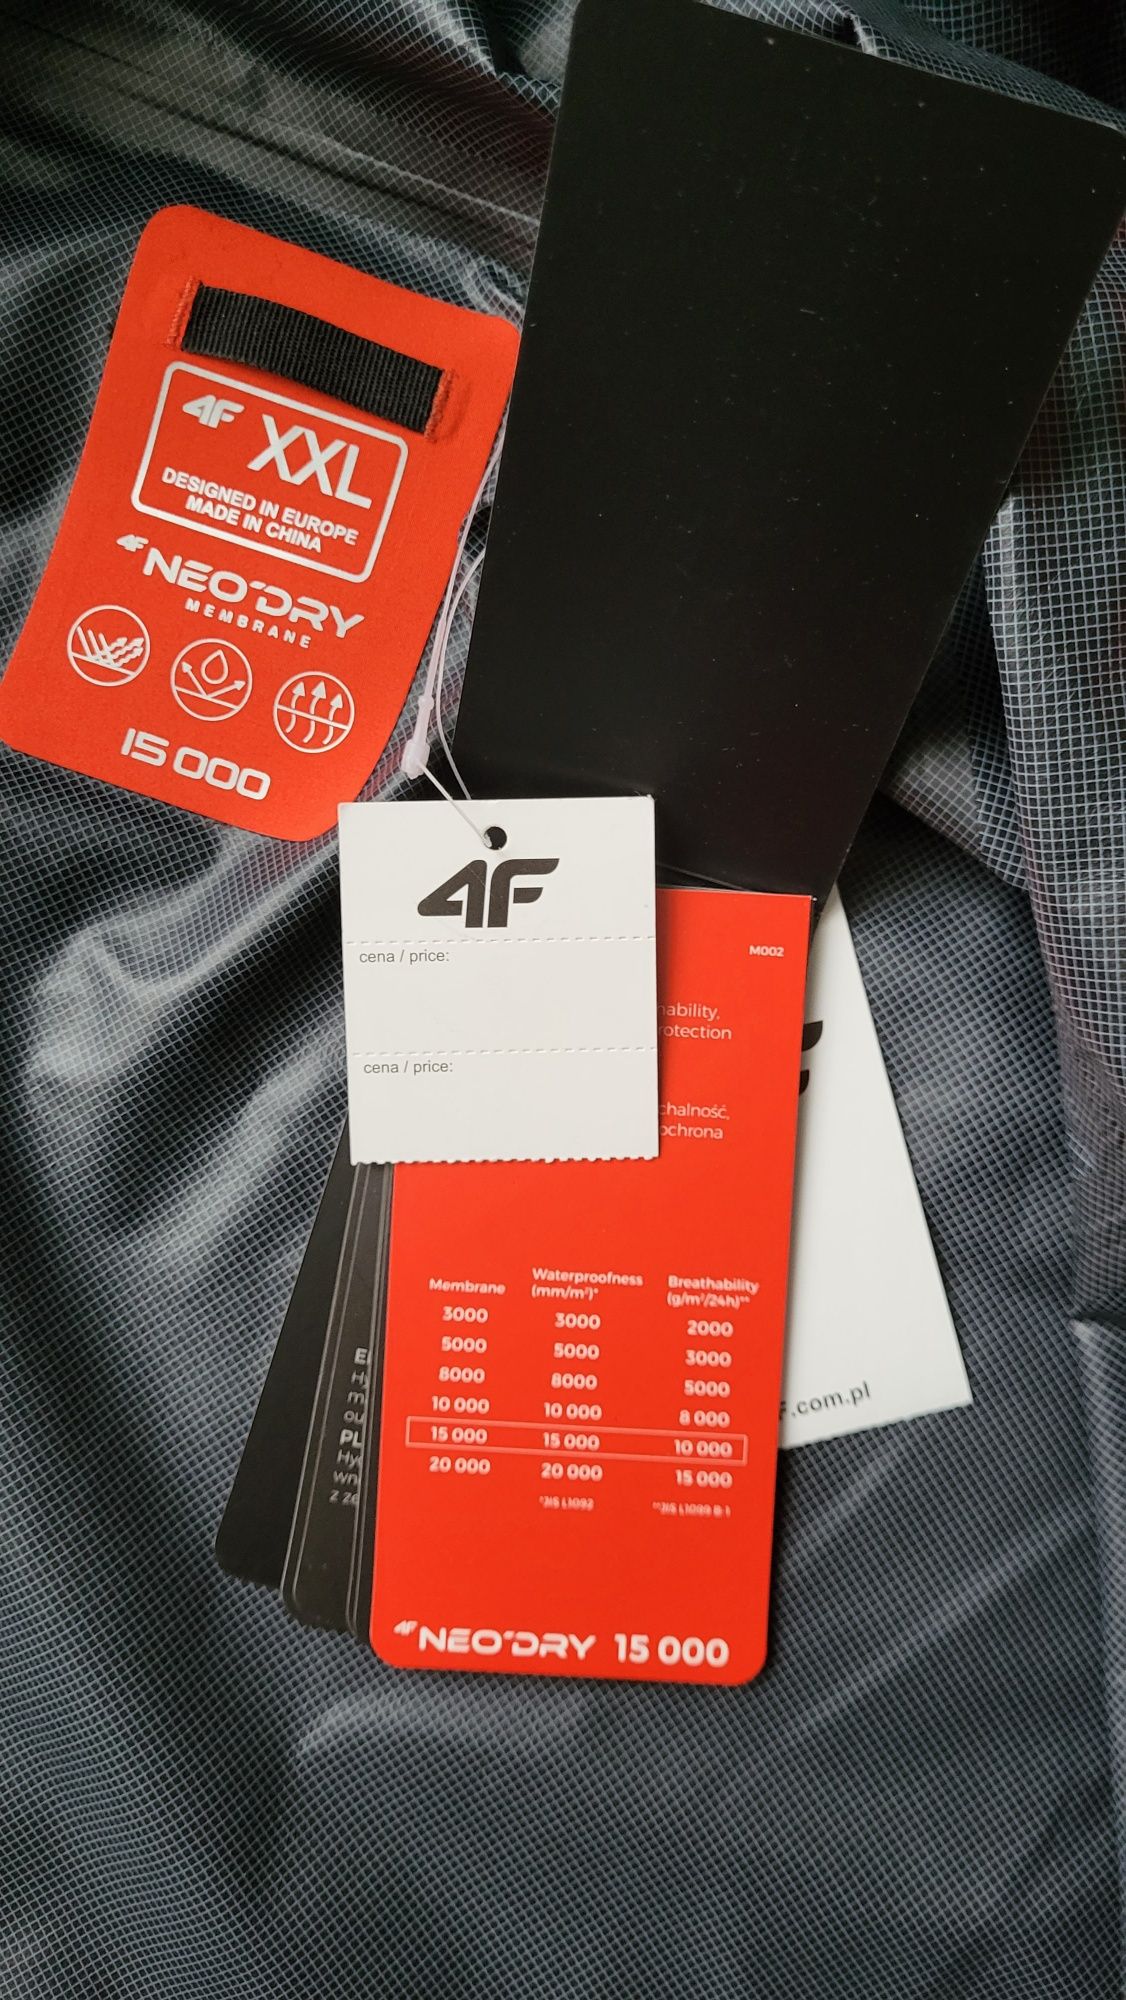 4F XXL
DESIGNED IN EUROPE
MADE IN CHINA
4F NEO'DRY
MEMBRANE
15 000
4F
cena / price:
cena / price:
M002
rotection
ochrona
Membrane Waterproofness (mm/m²)* Breathability (g/m²/24h)**
3000 3000 2000
5000 5000 3000
8000 8000 5000
10 000 10 000 8 000
15 000 15 000 10 000
20 000 20 000 15 000
*JIS L1092 **JIS L1099 B-1
4F NEO'DRY 15 000
F.com.pl
PL
z ze